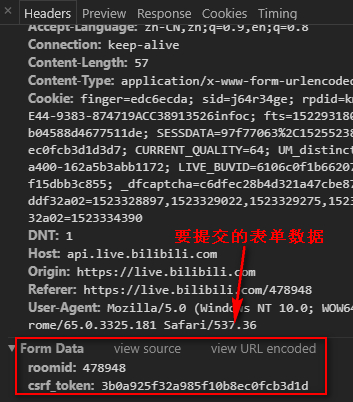 Headers Preview Response Cookies Timing
Accept-Language: zh-CN,zh;q=0.9,en;q=0.8
Connection: keep-alive
Content-Length: 57
Content-Type: application/x-www-form-urlencoded
Cookie: finger=edc6ecda; sid=j64r34ge; rpdid=k
E44-9383-874719ACC38913526infoc; fts=152293180
b04588d4677511de; SESSDATA=97f77063%2C15255238
ec0fcb3d1d3d7; CURRENT_QUALITY=64; UM_distinct
a400-162a5b3abb1172; LIVE_BUVID=6106c0f1b66207
f15dbb3c855; _dfcaptcha=c6dfec28b4d321a47cbe87
ddf32a02=1523328897,1523329022,1523329275,1523
32a02=1523334390
DNT: 1
要提交的表单数据
Host: api.live.bilibili.com
Origin: https://live.bilibili.com
Referer: https://live.bilibili.com/478948
User-Agent: Mozilla/5.0 (Windows NT 10.0; WOW64
rome/65.0.3325.181 Safari/537.36
▼ Form Data view source view URL encoded
roomid: 478948
csrf_token: 3b0a925f32a985f10b8ec0fcb3d1d